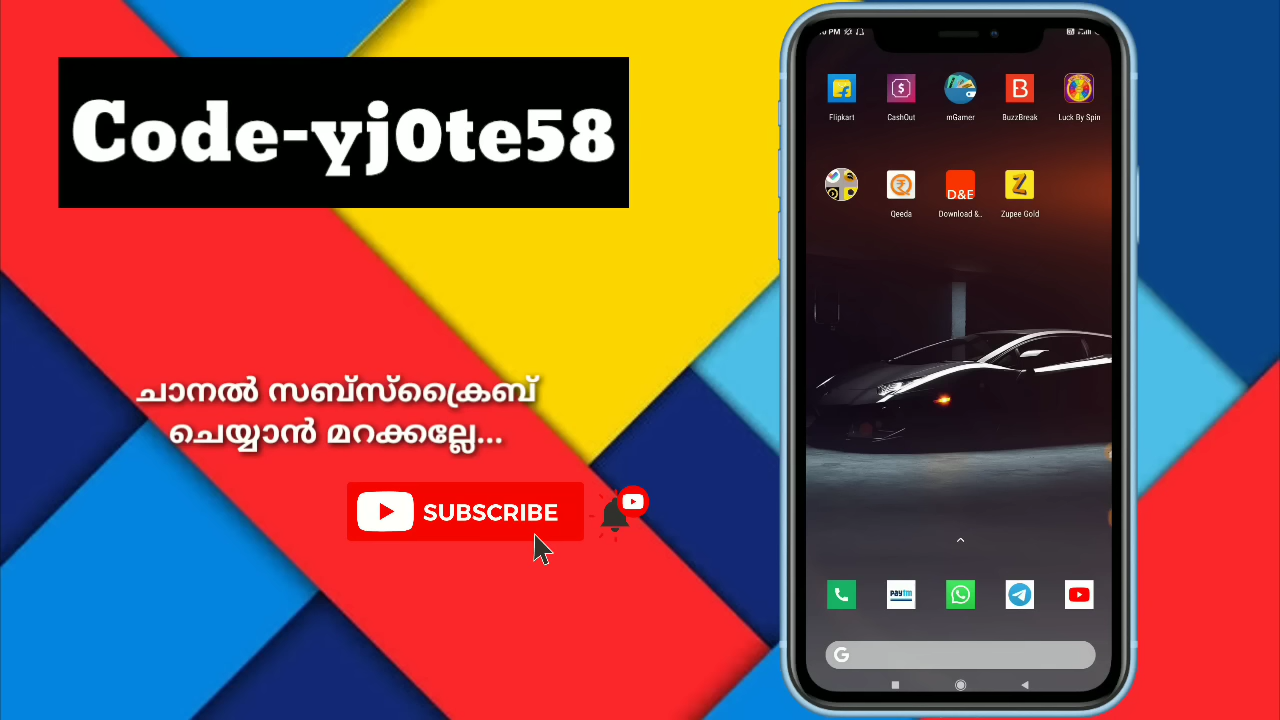 Code-yj0te58
ചാനൽ സബ്സ്ക്രൈബ്
ചെയ്യാൻ മറക്കല്ലേ...
SUBSCRIBE
PM
Flipkart
CashOut
mGamer
BuzzBreak
Luck By Spin
D&E
Qeeda
Download &..
Zupee Gold
paytm
G